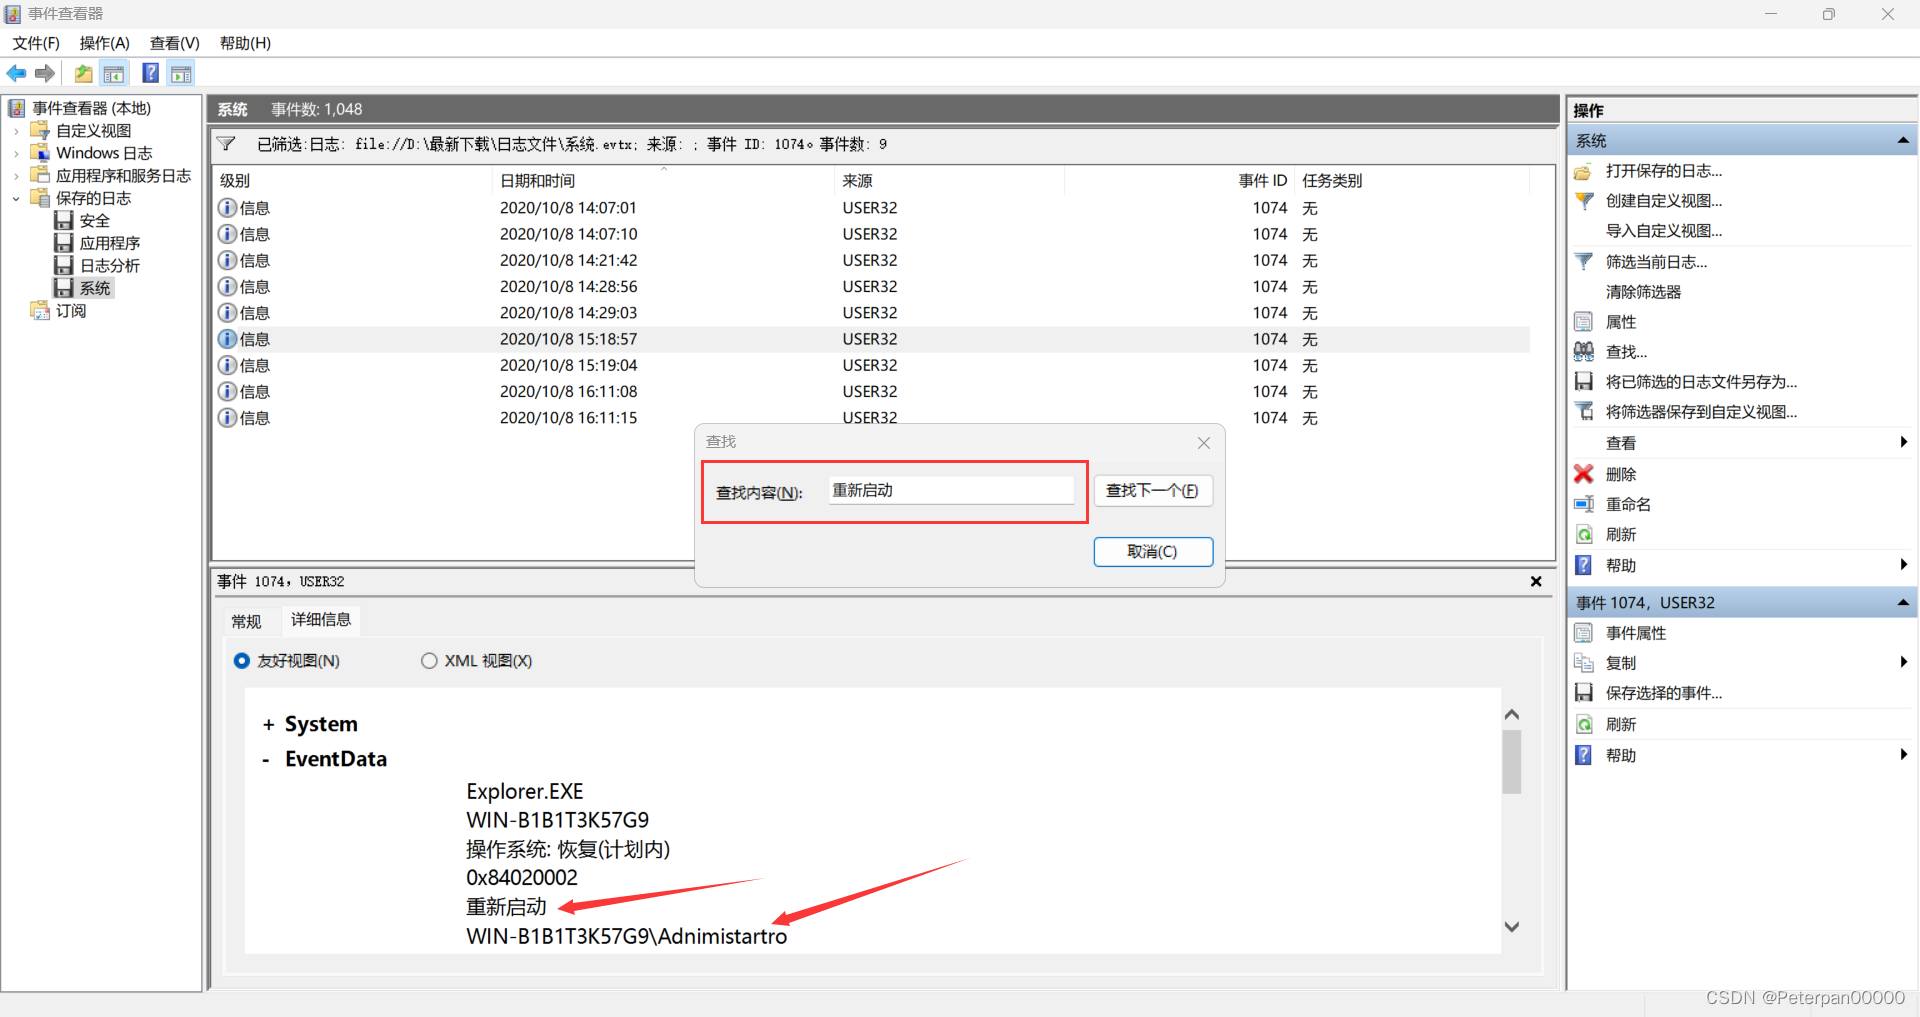 事件查看器
文件(F) 操作(A) 查看(V) 帮助(H)
事件查看器 (本地)
自定义视图
Windows 日志
应用程序和服务日志
保存的日志
安全
应用程序
日志分析
系统
订阅
系统 事件数: 1,048
已筛选:日志: file://D:\最新下载\日志文件\系统.evtx; 来源: ; 事件 ID: 1074。事件数: 9
级别 日期和时间 来源 事件 ID 任务类别
信息 2020/10/8 14:07:01 USER32 1074 无
信息 2020/10/8 14:07:10 USER32 1074 无
信息 2020/10/8 14:21:42 USER32 1074 无
信息 2020/10/8 14:28:56 USER32 1074 无
信息 2020/10/8 14:29:03 USER32 1074 无
信息 2020/10/8 15:18:57 USER32 1074 无
信息 2020/10/8 15:19:04 USER32 1074 无
信息 2020/10/8 16:11:08 USER32 1074 无
信息 2020/10/8 16:11:15 USER32 1074 无
查找
查找内容(N): 重新启动 查找下一个(F)
取消(C)
事件 1074，USER32
常规 详细信息
友好视图(N) XML 视图(X)
+ System
- EventData
Explorer.EXE
WIN-B1B1T3K57G9
操作系统: 恢复(计划内)
0x84020002
重新启动
WIN-B1B1T3K57G9\Adnimistartro
操作
系统
打开保存的日志...
创建自定义视图...
导入自定义视图...
筛选当前日志...
清除筛选器
属性
查找...
将已筛选的日志文件另存为...
将筛选器保存到自定义视图...
查看
删除
重命名
刷新
帮助
事件 1074，USER32
事件属性
复制
保存选择的事件...
刷新
帮助
CSDN @Peterpan00000